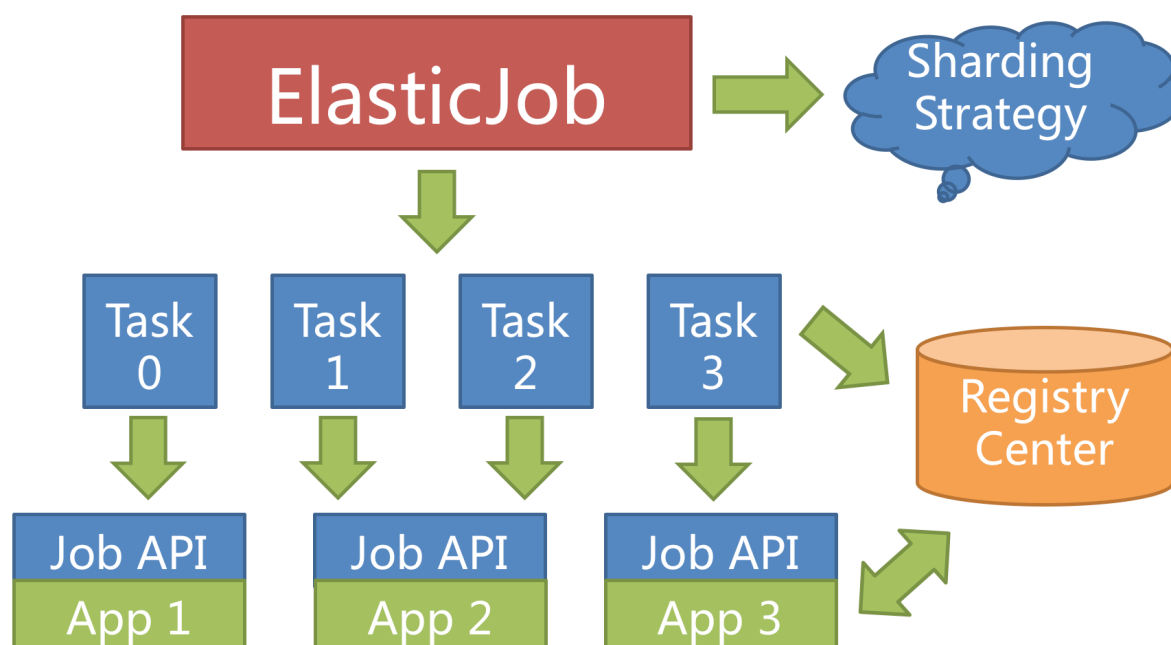 ElasticJob
Sharding
Strategy
Task
0
Task
1
Task
2
Task
3
Registry
Center
Job API
App 1
Job API
App 2
Job API
App 3